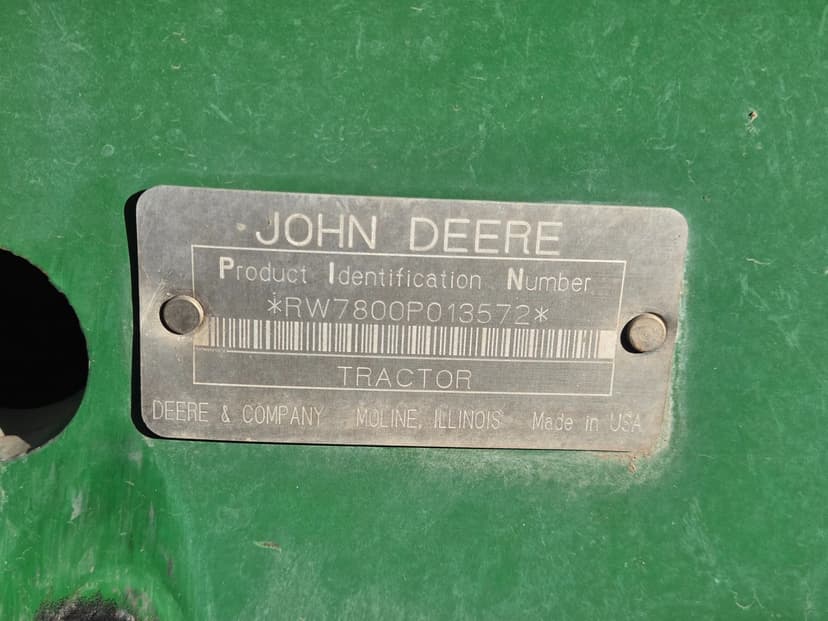 JOHN DEERE
Product Identification Number
*RW7800P013572*
TRACTOR
DEERE & COMPANY MOLINE, ILLINOIS Made in USA